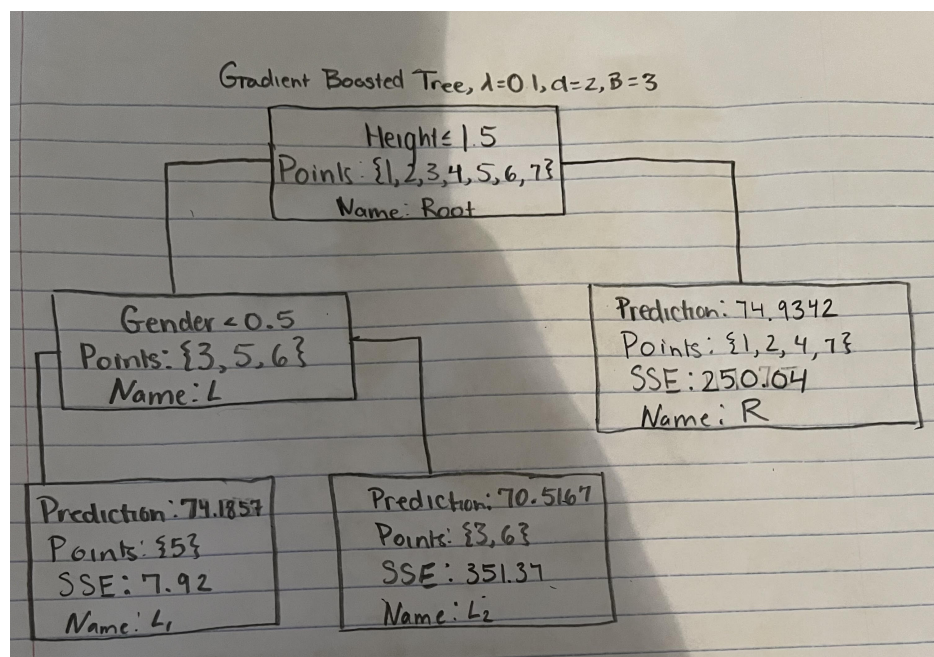 Gradient Boosted Tree, λ=0.1, d=2, B=3
Height≤ 1.5
Points: {1,2,3,4,5,6,7}
Name: Root
Gender<0.5
Points: {3,5,6}
Name: L
Prediction: 74.9342
Points: {1,2,4,7}
SSE: 250.04
Name: R
Prediction: 74.1857
Points: {5}
SSE: 7.92
Name: L₁
Prediction: 70.5167
Points: {3,6}
SSE: 351.37
Name: L₂